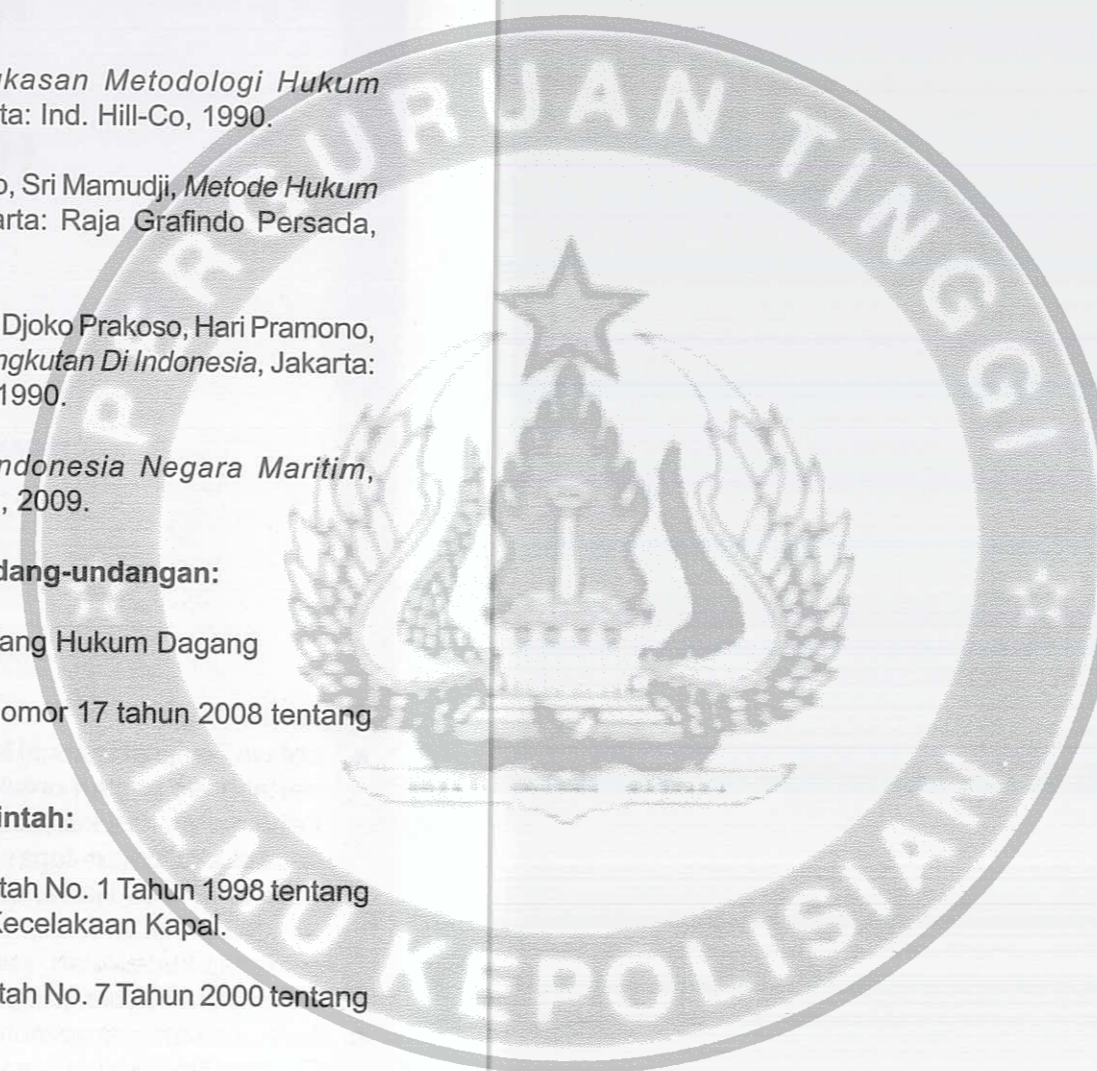 kasan Metodologi Hukum
ta: Ind. Hill-Co, 1990.
o, Sri Mamudji, Metode Hukum
arta: Raja Grafindo Persada,
Djoko Prakoso, Hari Pramono,
ngkutan Di Indonesia, Jakarta:
1990.
ndonesia Negara Maritim,
, 2009.
dang-undangan:
ang Hukum Dagang
omor 17 tahun 2008 tentang
intah:
tah No. 1 Tahun 1998 tentang
Kecelakaan Kapal.
tah No. 7 Tahun 2000 tentang
PERGURUAN TINGGI
ILMU KEPOLISIAN